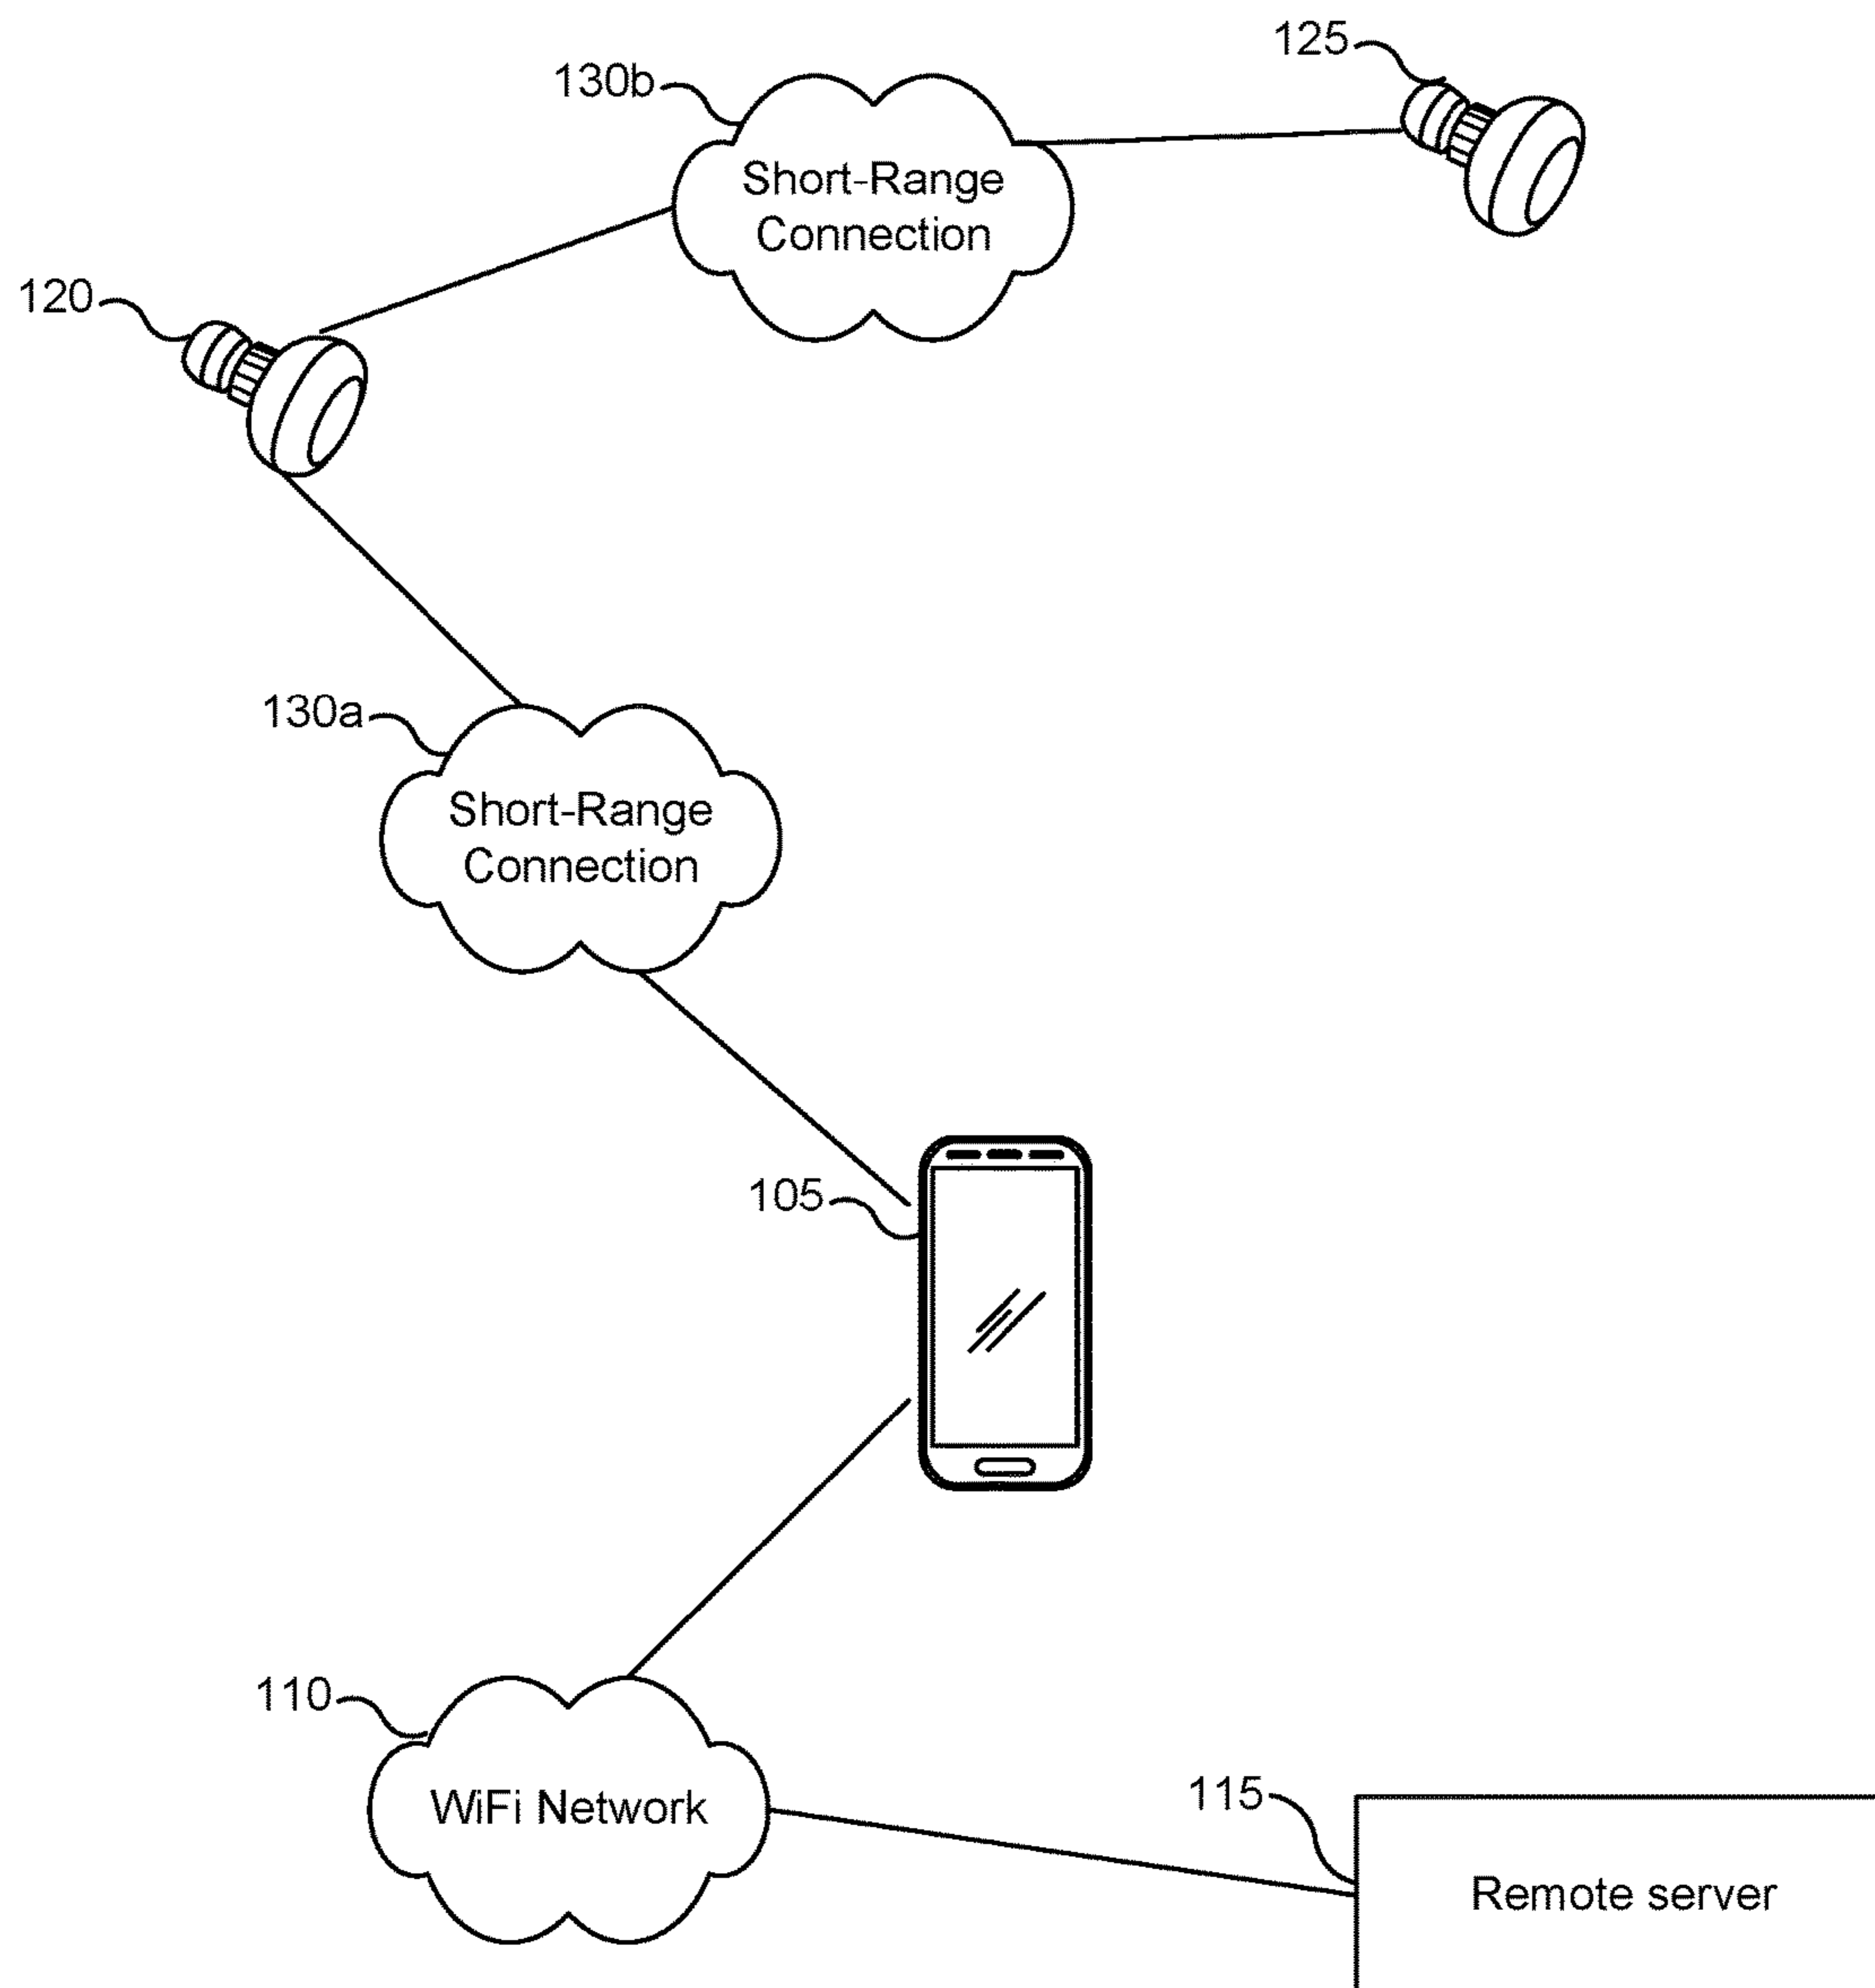 125
130b
Short-Range
Connection
120
130a
Short-Range
Connection
105
110
WiFi Network
115
Remote server